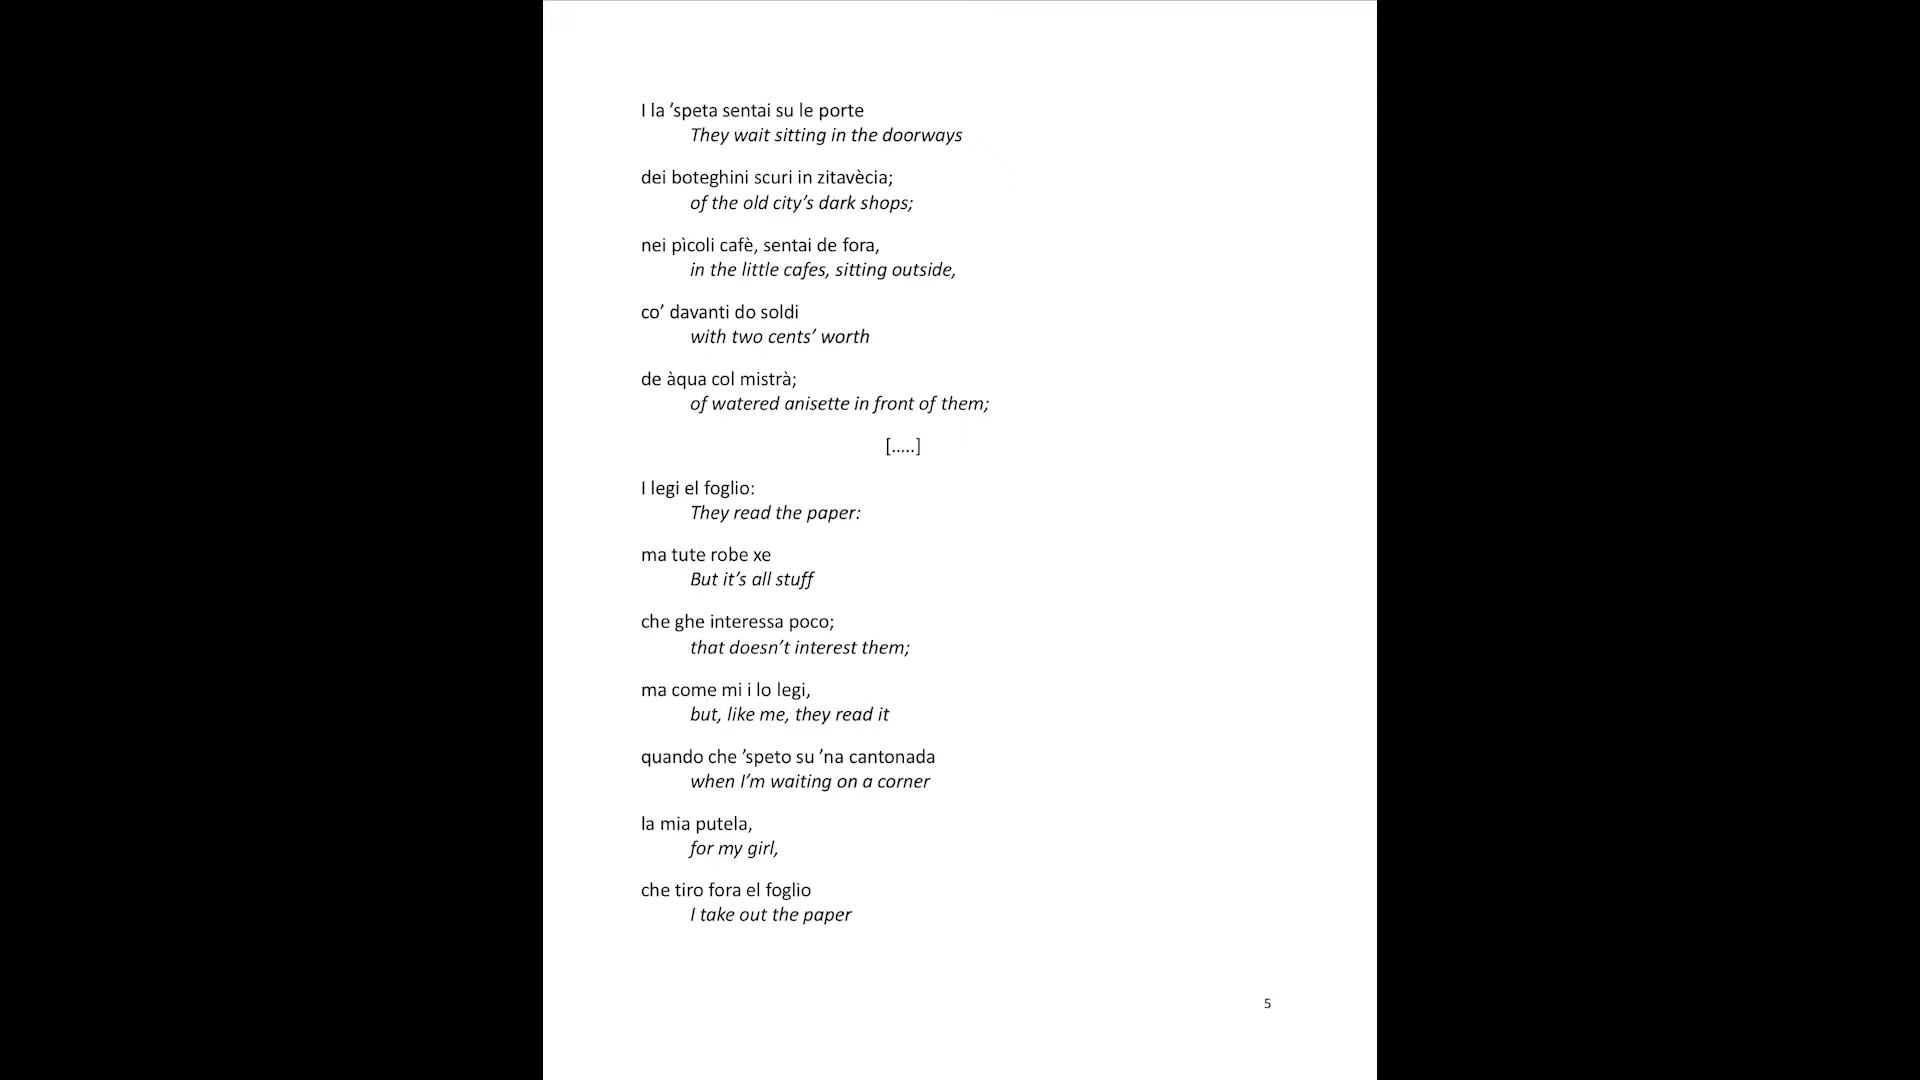 I la ’speta sentai su le porte
They wait sitting in the doorways
dei boteghini scuri in zitavècia;
of the old city’s dark shops;
nei pìcoli cafè, sentai de fora,
in the little cafes, sitting outside,
co’ davanti do soldi
with two cents’ worth
de àqua col mistrà;
of watered anisette in front of them;
[.....]
I legi el foglio:
They read the paper:
ma tute robe xe
But it’s all stuff
che ghe interessa poco;
that doesn’t interest them;
ma come mi i lo legi,
but, like me, they read it
quando che ’speto su ’na cantonada
when I’m waiting on a corner
la mia putela,
for my girl,
che tiro fora el foglio
I take out the paper
5